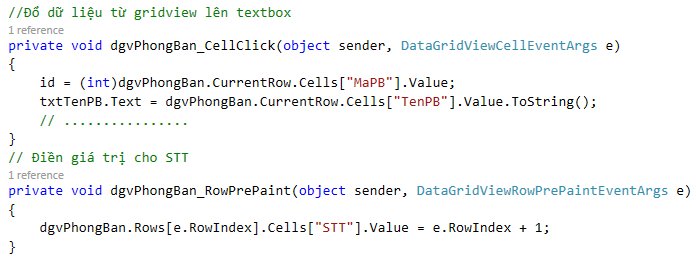 //Đổ dữ liệu từ gridview lên textbox
1 reference
private void dgvPhongBan_CellClick(object sender, DataGridViewCellEventArgs e)
{
    id = (int)dgvPhongBan.CurrentRow.Cells["MaPB"].Value;
    txtTenPB.Text = dgvPhongBan.CurrentRow.Cells["TenPB"].Value.ToString();
    // ................
}
// Điền giá trị cho STT
1 reference
private void dgvPhongBan_RowPrePaint(object sender, DataGridViewRowPrePaintEventArgs e)
{
    dgvPhongBan.Rows[e.RowIndex].Cells["STT"].Value = e.RowIndex + 1;
}